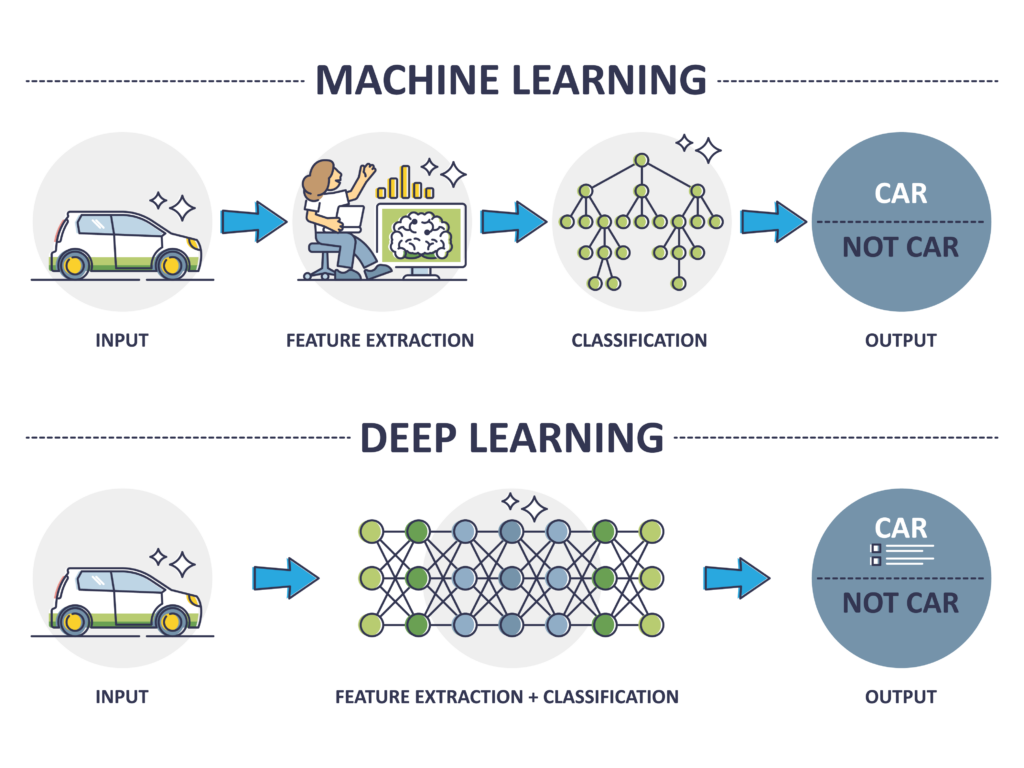 MACHINE LEARNING
CAR
NOT CAR
INPUT
FEATURE EXTRACTION
CLASSIFICATION
OUTPUT
DEEP LEARNING
CAR
NOT CAR
INPUT
FEATURE EXTRACTION + CLASSIFICATION
OUTPUT